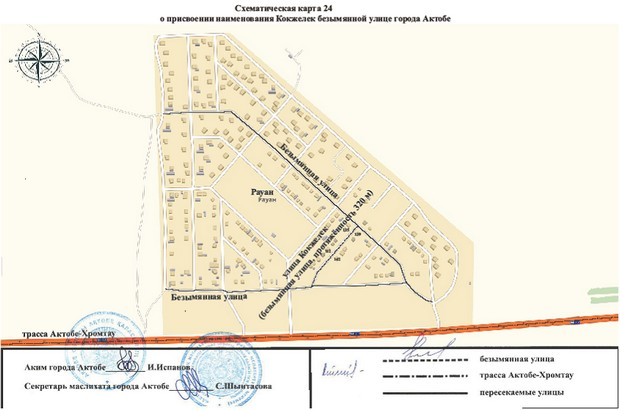 Схематическая карта 24
о присвоении наименования Кокжелек безымянной улице города Актобе
Безымянная улица
Рауан
Рауан
улица Кокжелек
(безымянная улица, протяжённость 320 м)
Безымянная улица
трасса Актобе-Хромтау
Аким города Актобе И.Испанов
Секретарь маслихата города Актобе С.Шынтасова
безымянная улица
трасса Актобе-Хромтау
пересекаемые улицы